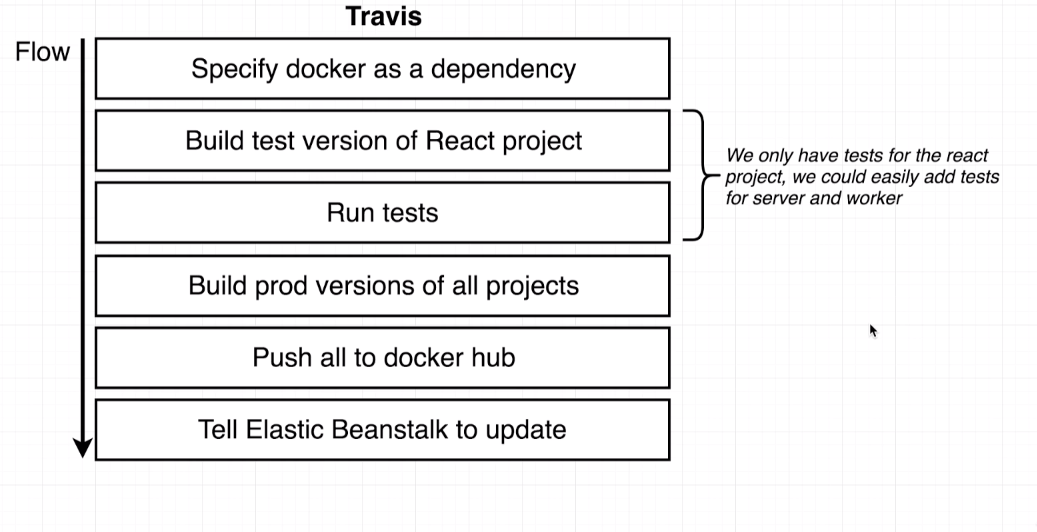 Travis
Flow
Specify docker as a dependency
Build test version of React project
Run tests
We only have tests for the react
project, we could easily add tests
for server and worker
Build prod versions of all projects
Push all to docker hub
Tell Elastic Beanstalk to update